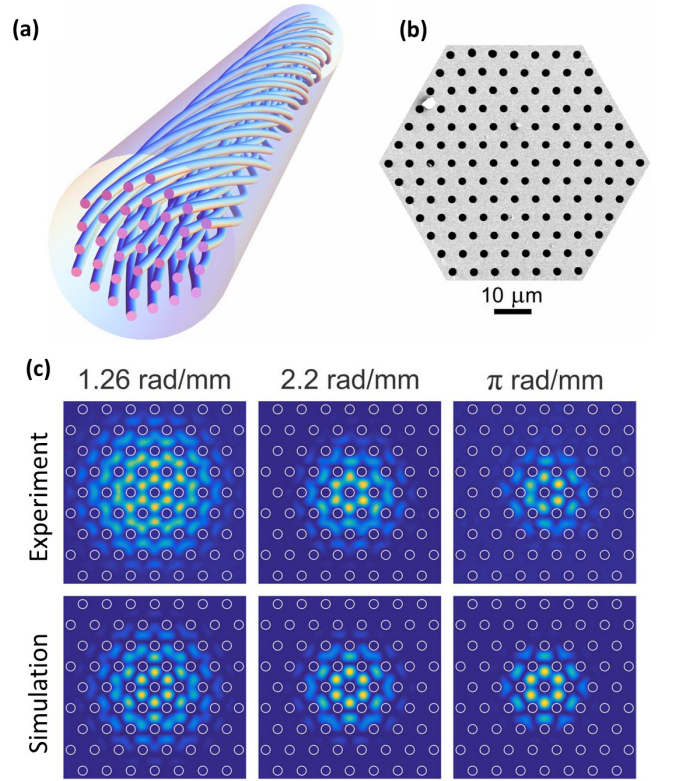 (a)
(b)
10 μm
(c)
1.26 rad/mm
2.2 rad/mm
π rad/mm
Experiment
Simulation